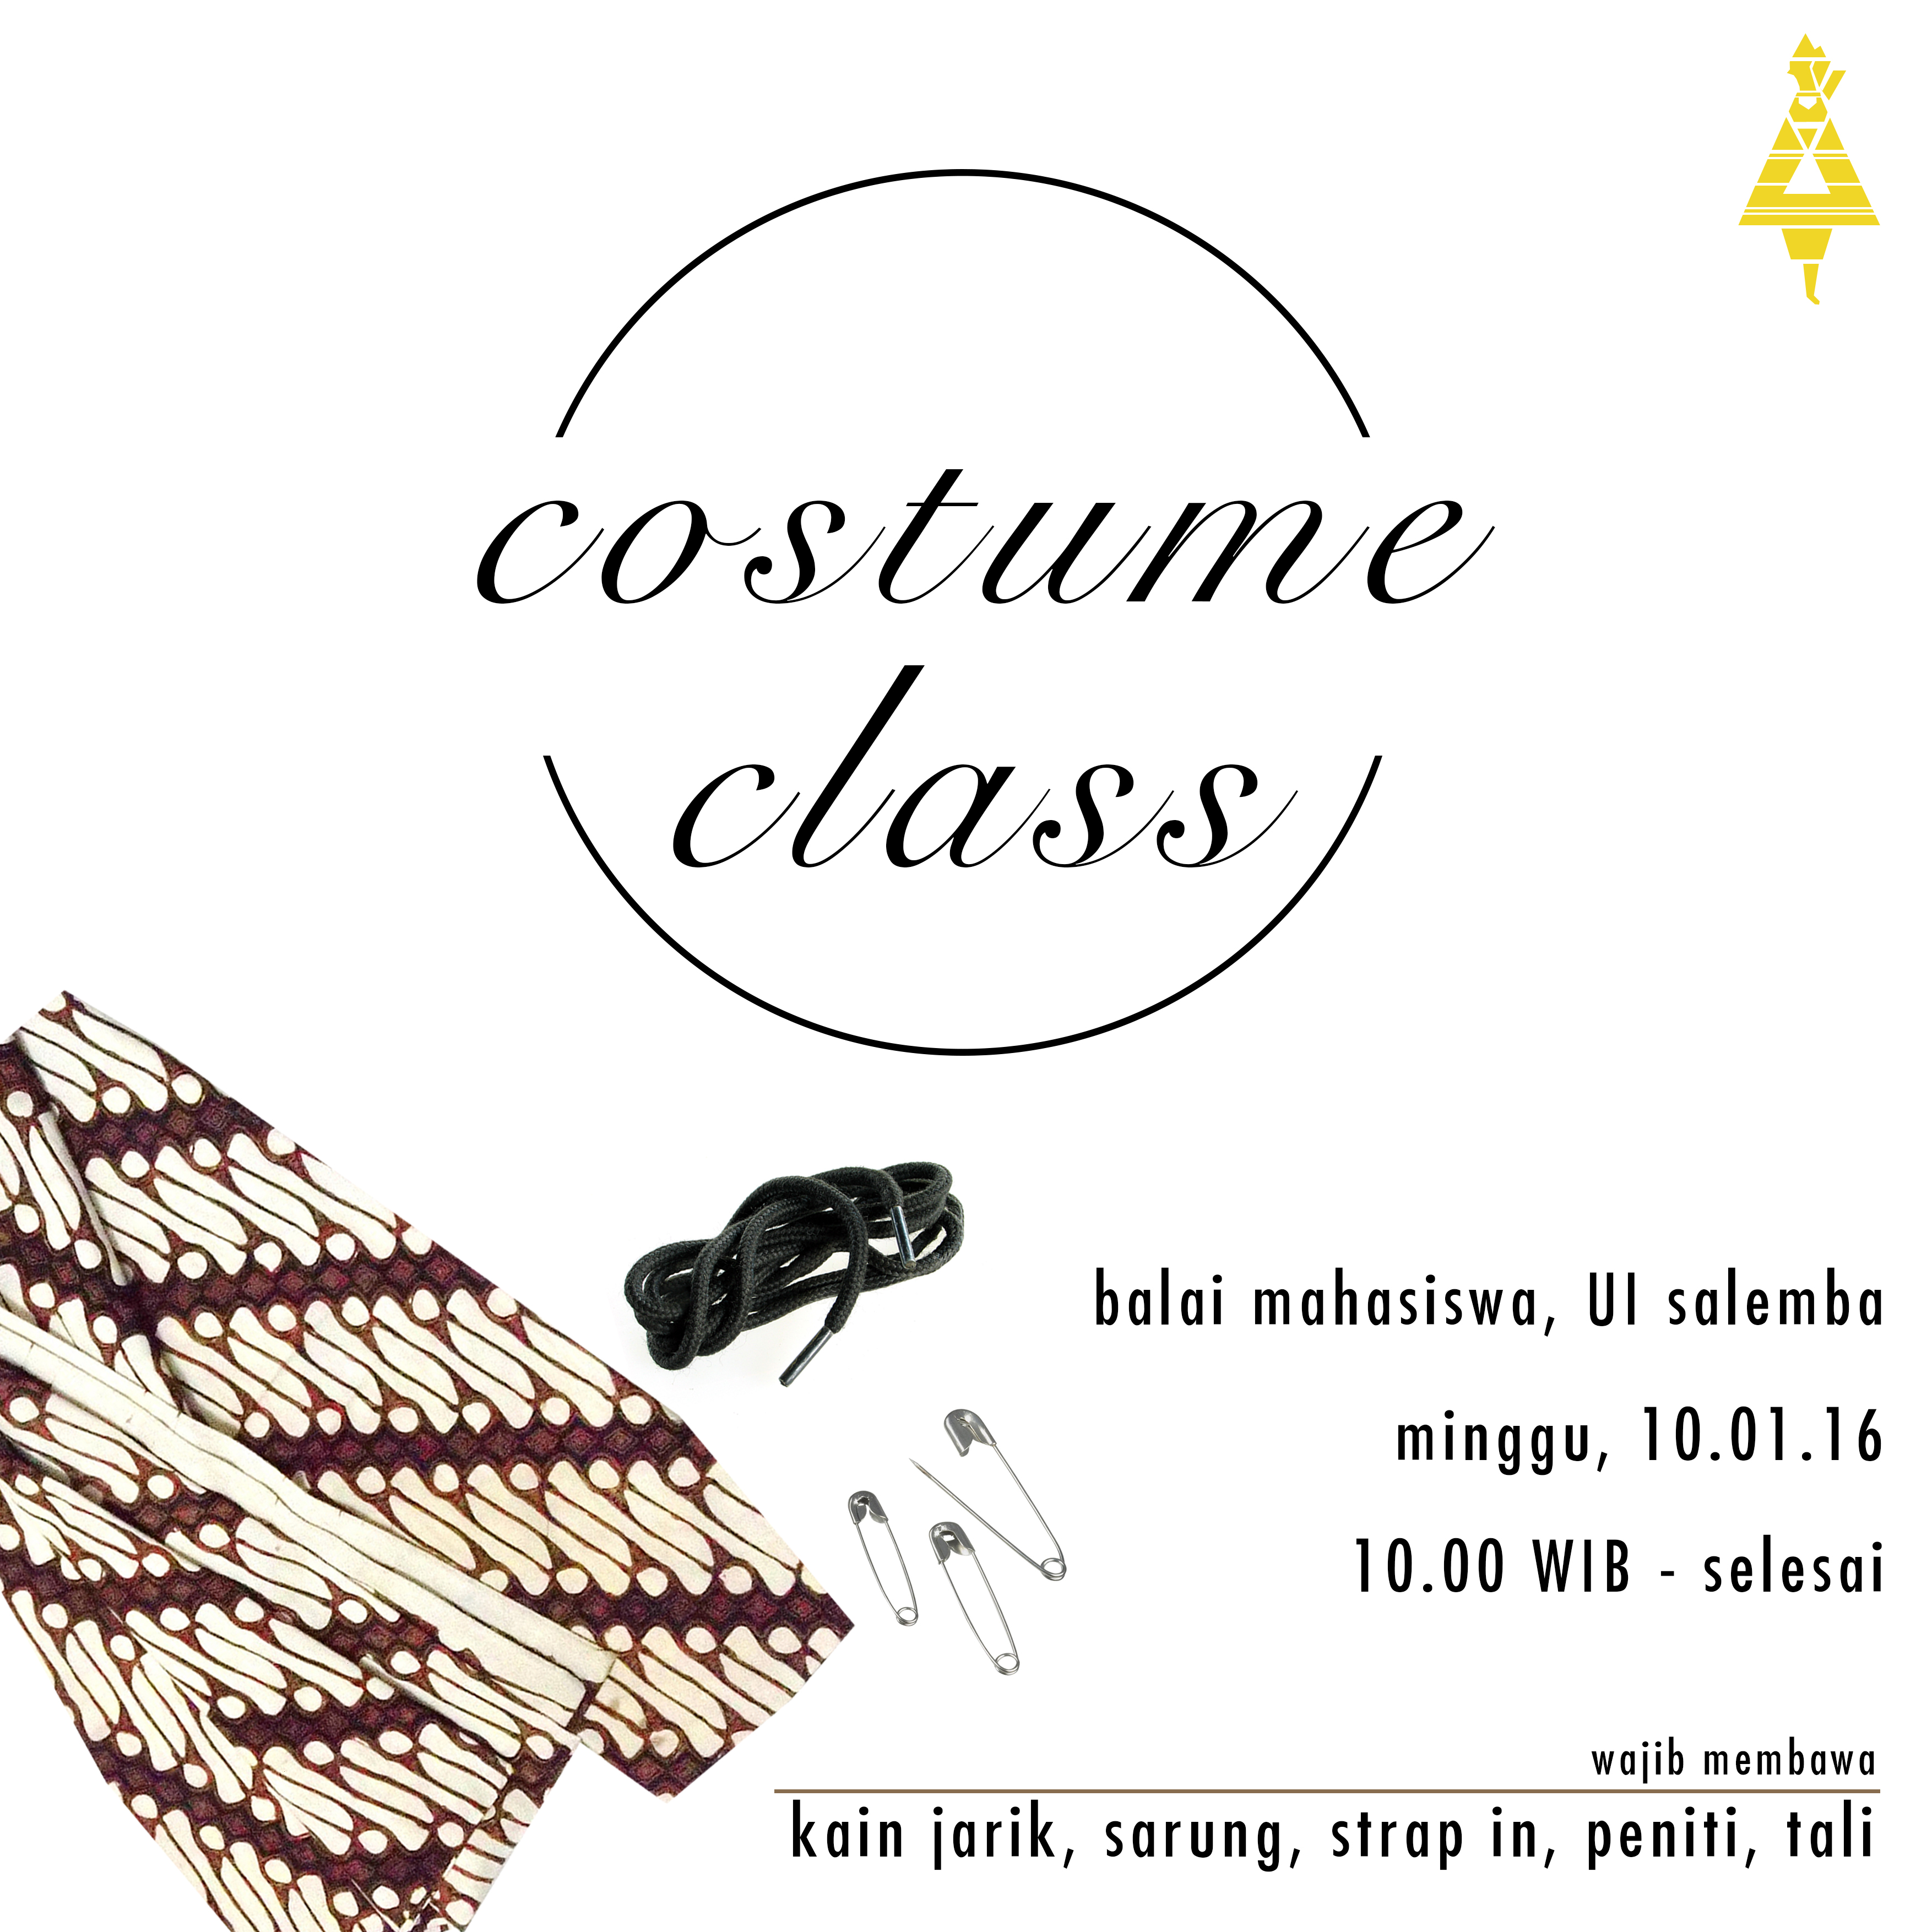 costume
class
balai mahasiswa, UI salemba
minggu, 10.01.16
10.00 WIB - selesai
wajib membawa
kain jarik, sarung, strap in, peniti, tali